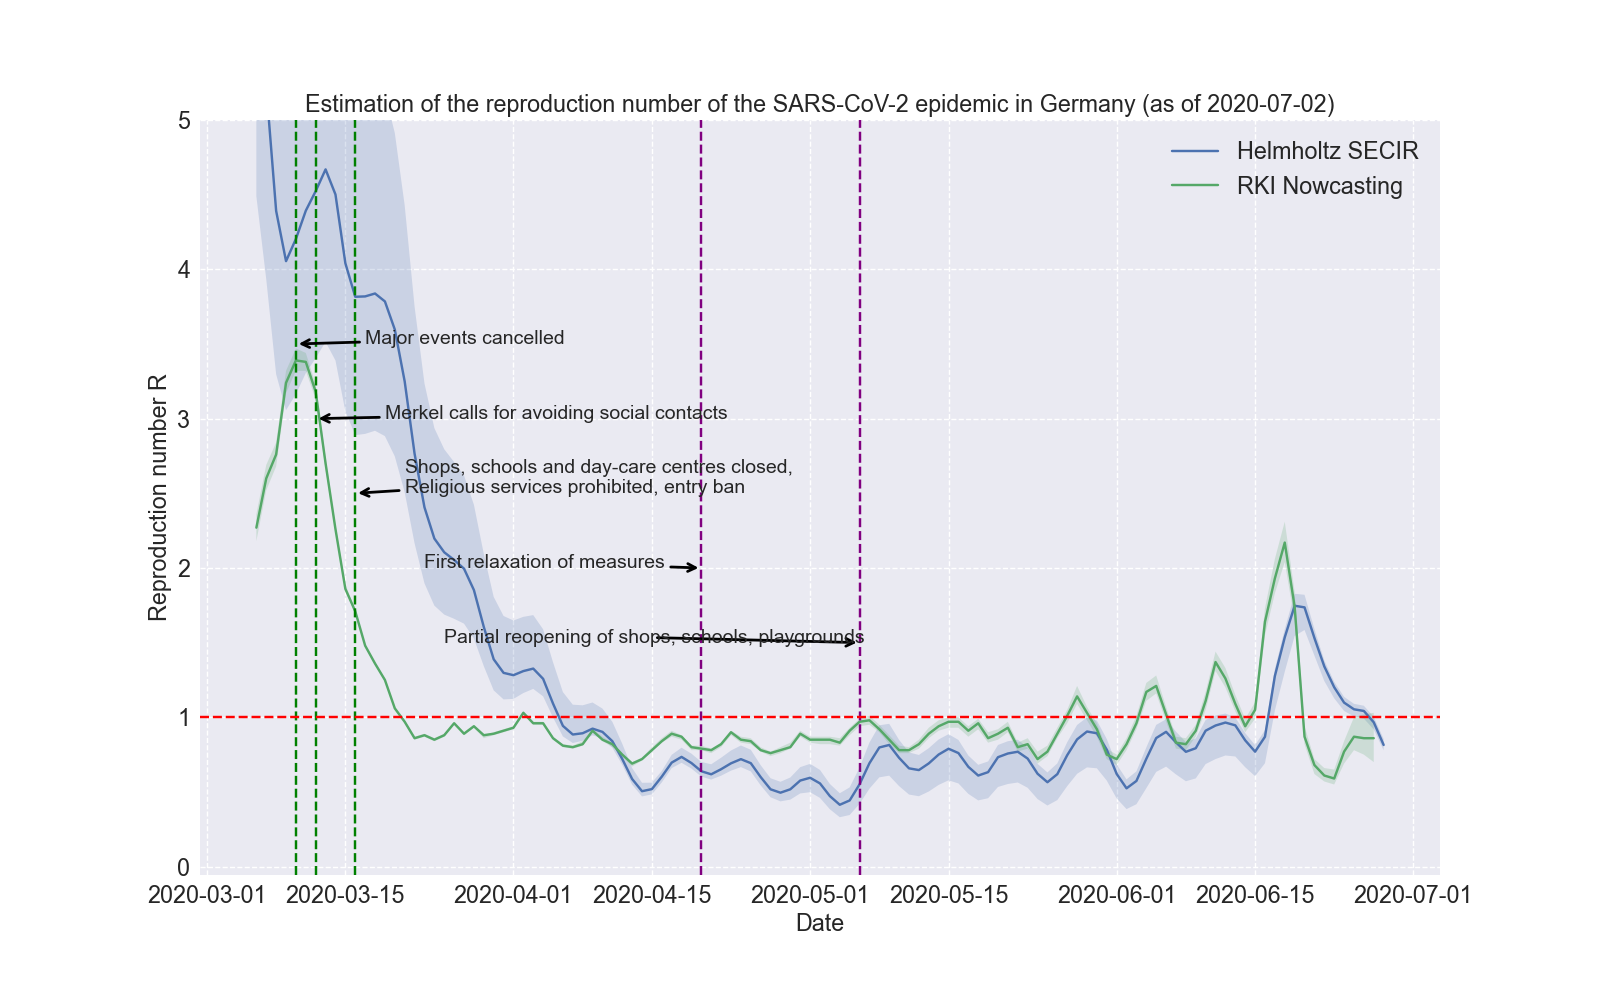 Estimation of the reproduction number of the SARS-CoV-2 epidemic in Germany (as of 2020-07-02)
5
4
3
2
1
0
Reproduction number R
Helmholtz SECIR
RKI Nowcasting
Major events cancelled
Merkel calls for avoiding social contacts
Shops, schools and day-care centres closed,
Religious services prohibited, entry ban
First relaxation of measures
Partial reopening of shops, schools, playgrounds
2020-03-01
2020-03-15
2020-04-01
2020-04-15
2020-05-01
2020-05-15
2020-06-01
2020-06-15
2020-07-01
Date